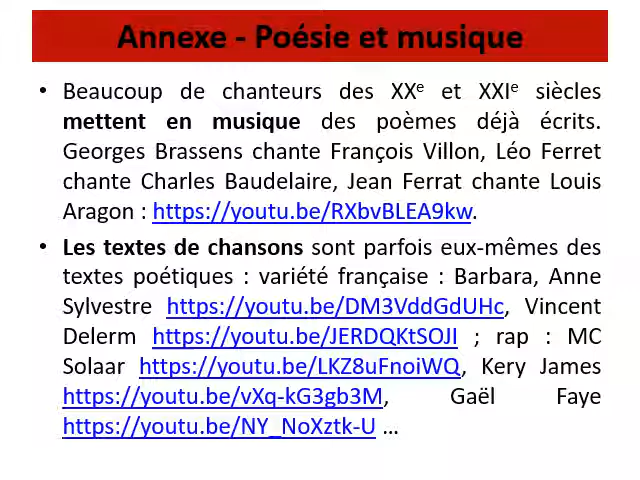 Annexe - Poésie et musique
• Beaucoup de chanteurs des XXᵉ et XXIᵉ siècles
mettent en musique des poèmes déjà écrits.
Georges Brassens chante François Villon, Léo Ferret
chante Charles Baudelaire, Jean Ferrat chante Louis
Aragon : https://youtu.be/RXbvBLEA9kw.
• Les textes de chansons sont parfois eux-mêmes des
textes poétiques : variété française : Barbara, Anne
Sylvestre https://youtu.be/DM3VddGdUHc, Vincent
Delerm https://youtu.be/JERDQKtSOJI ; rap : MC
Solaar https://youtu.be/LKZ8uFnoiWQ, Kery James
https://youtu.be/vXq-kG3gb3M, Gaël Faye
https://youtu.be/NY_NoXztk-U …